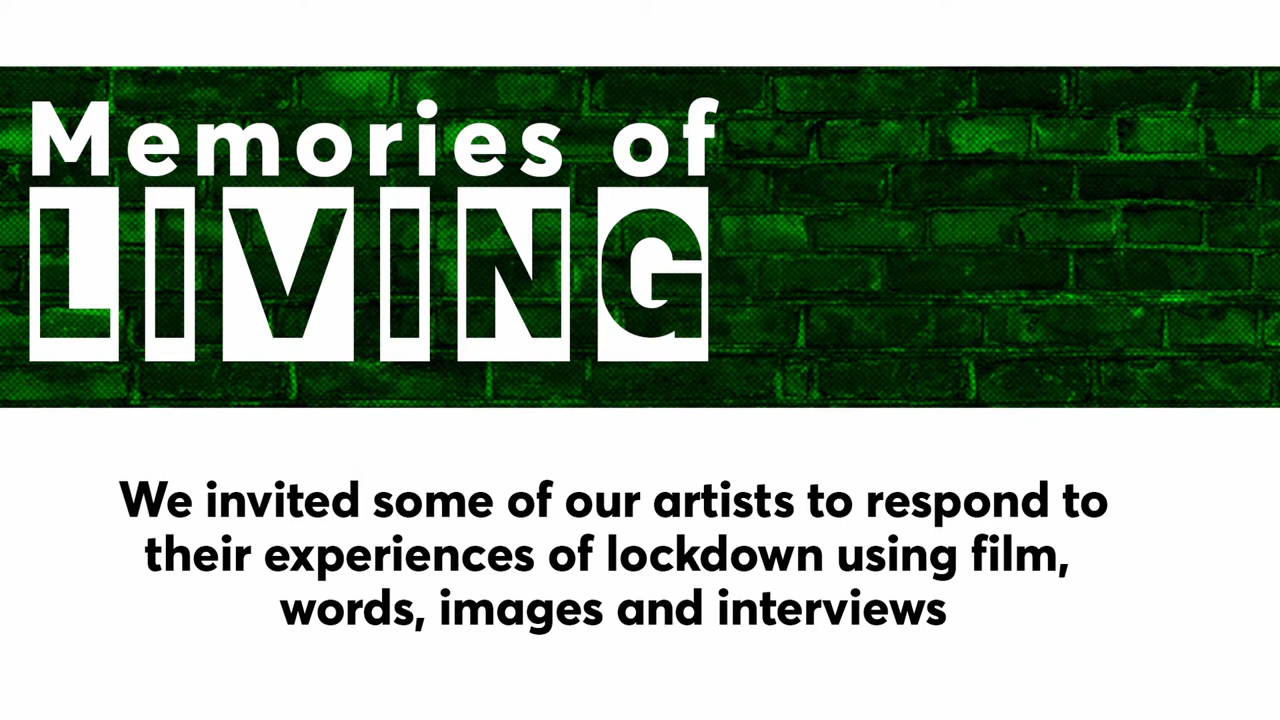 Memories of
LIVING
We invited some of our artists to respond to
their experiences of lockdown using film,
words, images and interviews